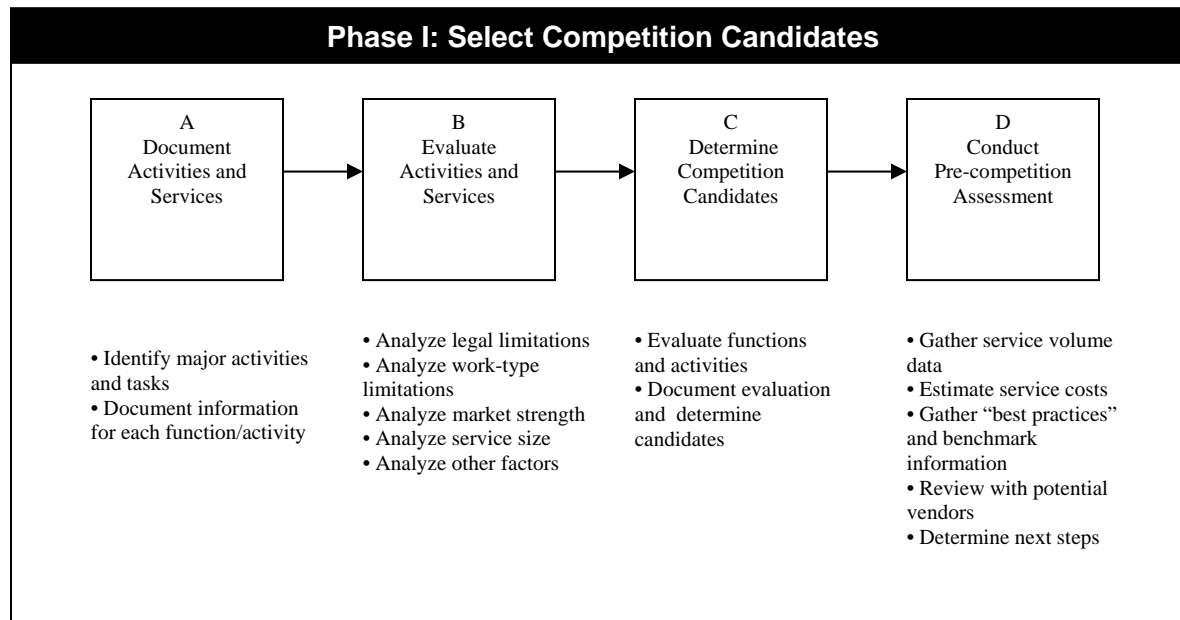 Phase I: Select Competition Candidates
A
Document
Activities and
Services
B
Evaluate
Activities and
Services
C
Determine
Competition
Candidates
D
Conduct
Pre-competition
Assessment
• Identify major activities
and tasks
• Document information
for each function/activity
• Analyze legal limitations
• Analyze work-type
limitations
• Analyze market strength
• Analyze service size
• Analyze other factors
• Evaluate functions
and activities
• Document evaluation
and determine
candidates
• Gather service volume
data
• Estimate service costs
• Gather “best practices”
and benchmark
information
• Review with potential
vendors
• Determine next steps